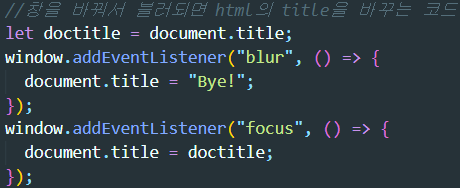 //창을 바꿔서 블러되면 html의 title을 바꾸는 코드
let doctitle = document.title;
window.addEventListener("blur", () => {
  document.title = "Bye!";
});
window.addEventListener("focus", () => {
  document.title = doctitle;
});